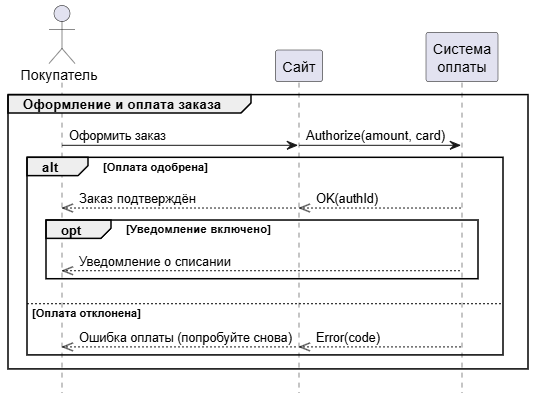 Покупатель
Сайт
Система
оплаты
Оформление и оплата заказа
Оформить заказ
Authorize(amount, card)
alt
[Оплата одобрена]
Заказ подтверждён
OK(authId)
opt
[Уведомление включено]
Уведомление о списании
[Оплата отклонена]
Ошибка оплаты (попробуйте снова)
Error(code)